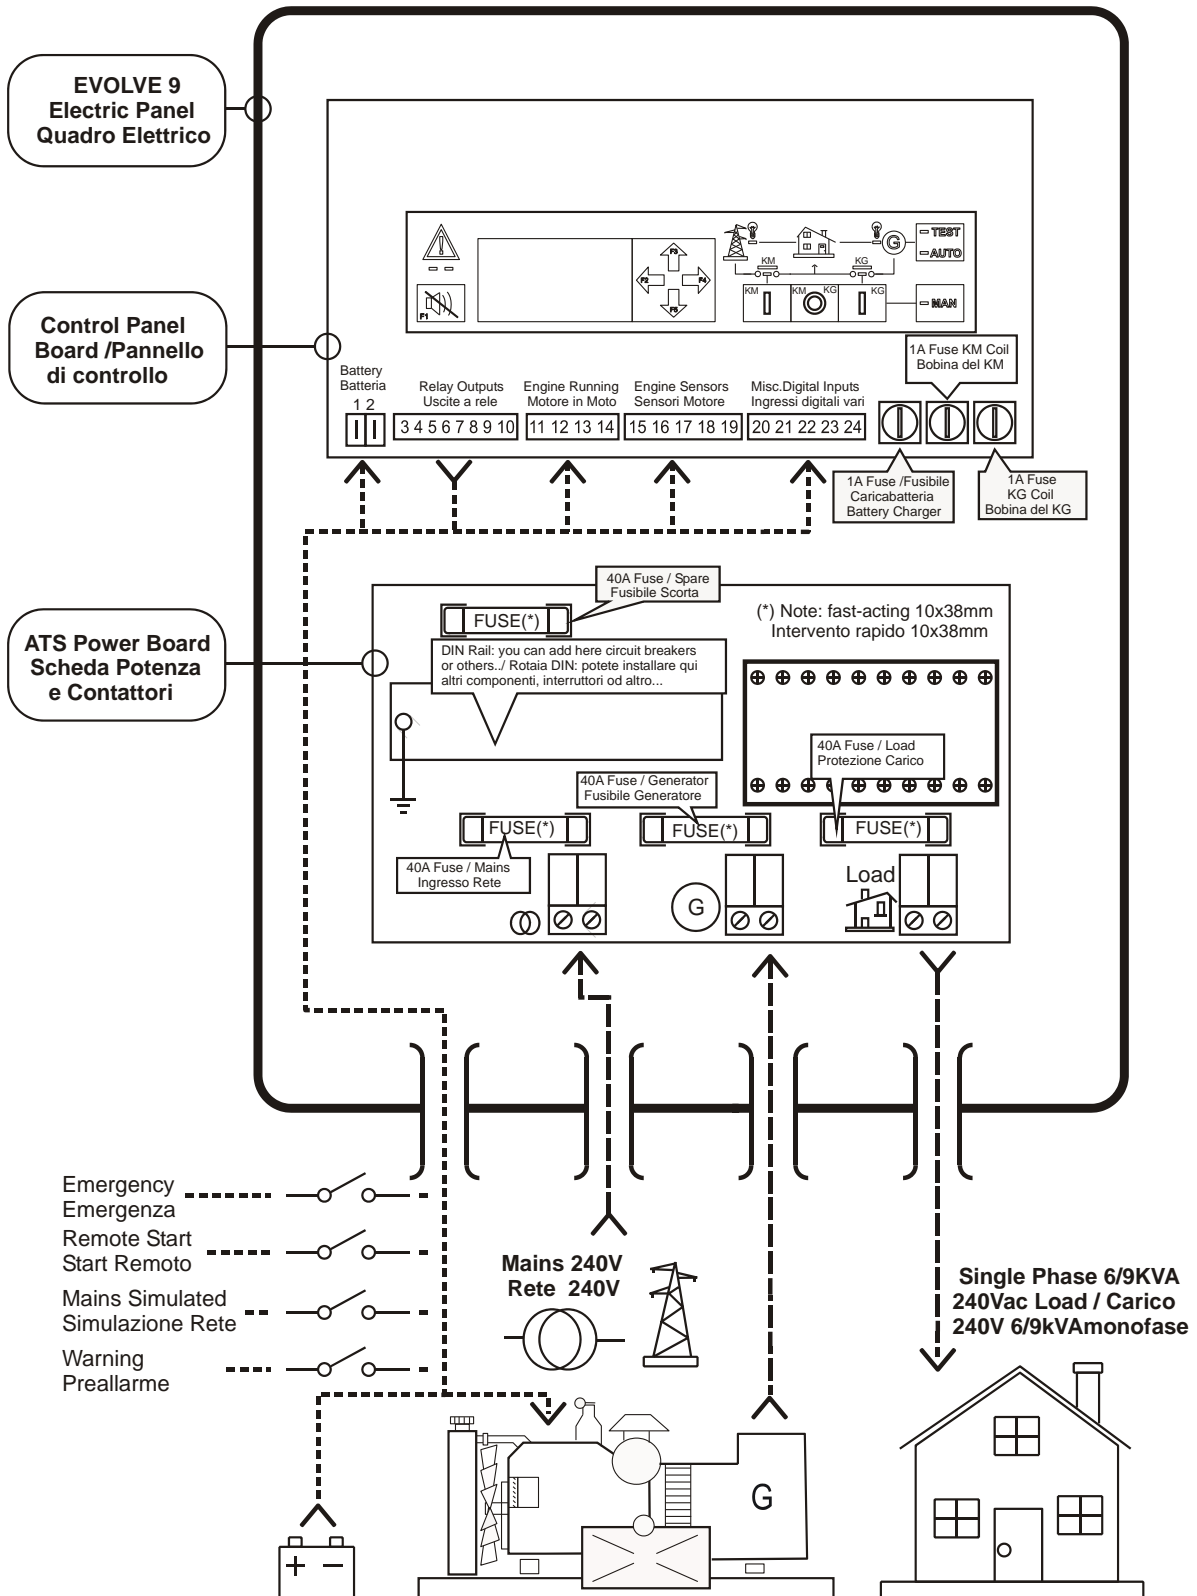 EVOLVE 9
Electric Panel
Quadro Elettrico
F3
F2
F4
F5
F1
G
TEST
AUTO
KM
KG
KM
KM
KG
KG
MAN
Control Panel
Board /Pannello
di controllo
1A Fuse KM Coil
Bobina del KM
Battery
Batteria
1 2
Relay Outputs
Uscite a rele
3 4 5 6 7 8 9 10
Engine Running
Motore in Moto
11 12 13 14
Engine Sensors
Sensori Motore
15 16 17 18 19
Misc.Digital Inputs
Ingressi digitali vari
20 21 22 23 24
1A Fuse /Fusibile
Caricabatteria
Battery Charger
1A Fuse
KG Coil
Bobina del KG
ATS Power Board
Scheda Potenza
e Contattori
40A Fuse / Spare
Fusibile Scorta
FUSE(*)
(*) Note: fast-acting 10x38mm
Intervento rapido 10x38mm
DIN Rail: you can add here circuit breakers
or others../ Rotaia DIN: potete installare qui
altri componenti, interruttori od altro...
40A Fuse / Load
Protezione Carico
40A Fuse / Generator
Fusibile Generatore
FUSE(*)
FUSE(*)
FUSE(*)
40A Fuse / Mains
Ingresso Rete
G
Load
Emergency
Emergenza
Remote Start
Start Remoto
Mains Simulated
Simulazione Rete
Warning
Preallarme
Mains 240V
Rete 240V
Single Phase 6/9KVA
240Vac Load / Carico
240V 6/9kVAmonofase
G
+ −